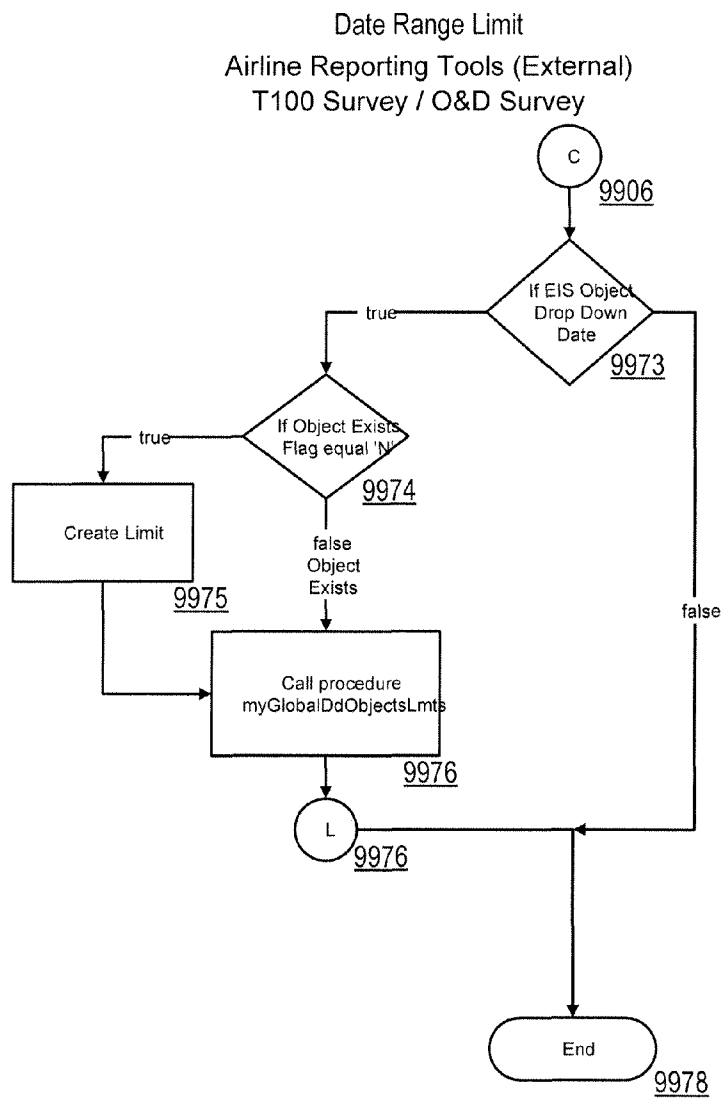 Date Range Limit
Airline Reporting Tools (External)
T100 Survey / O&D Survey
C
9906
If EIS Object
Drop Down
Date
9973
true
false
If Object Exists
Flag equal 'N'
9974
true
Create Limit
9975
false
Object
Exists
Call procedure
myGlobalDdObjectsLmts
9976
L
9976
End
9978